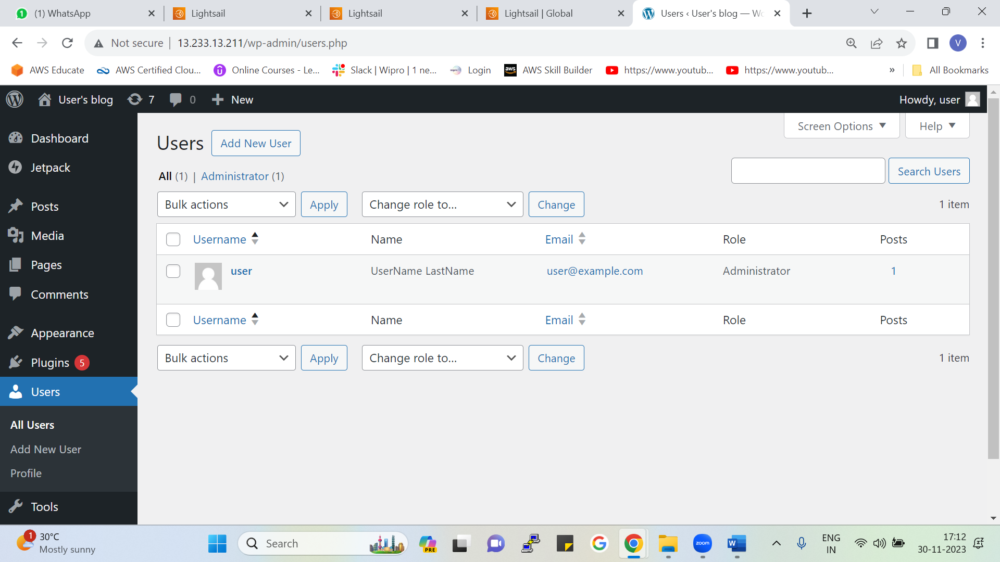 (1) WhatsApp
Lightsail
Lightsail
Lightsail | Global
Users ‹ User's blog — Wo
Not secure
13.233.13.211/wp-admin/users.php
V
AWS Educate
AWS Certified Clou...
Online Courses - Le...
Slack | Wipro | 1 ne...
Login
AWS Skill Builder
https://www.youtub...
https://www.youtub...
»
All Bookmarks
User's blog
7
0
New
Howdy, user
Dashboard
Jetpack
Posts
Media
Pages
Comments
Appearance
Plugins 5
Users
All Users
Add New User
Profile
Tools
Screen Options
Help
Users
Add New User
All (1) | Administrator (1)
Search Users
Bulk actions
Apply
Change role to...
Change
1 item
Username Name Email Role Posts
user UserName LastName user@example.com Administrator 1
Username Name Email Role Posts
Bulk actions
Apply
Change role to...
Change
1 item
1
30°C
Mostly sunny
Search
PRE
zoom
W
ENG
IN
17:12
30-11-2023